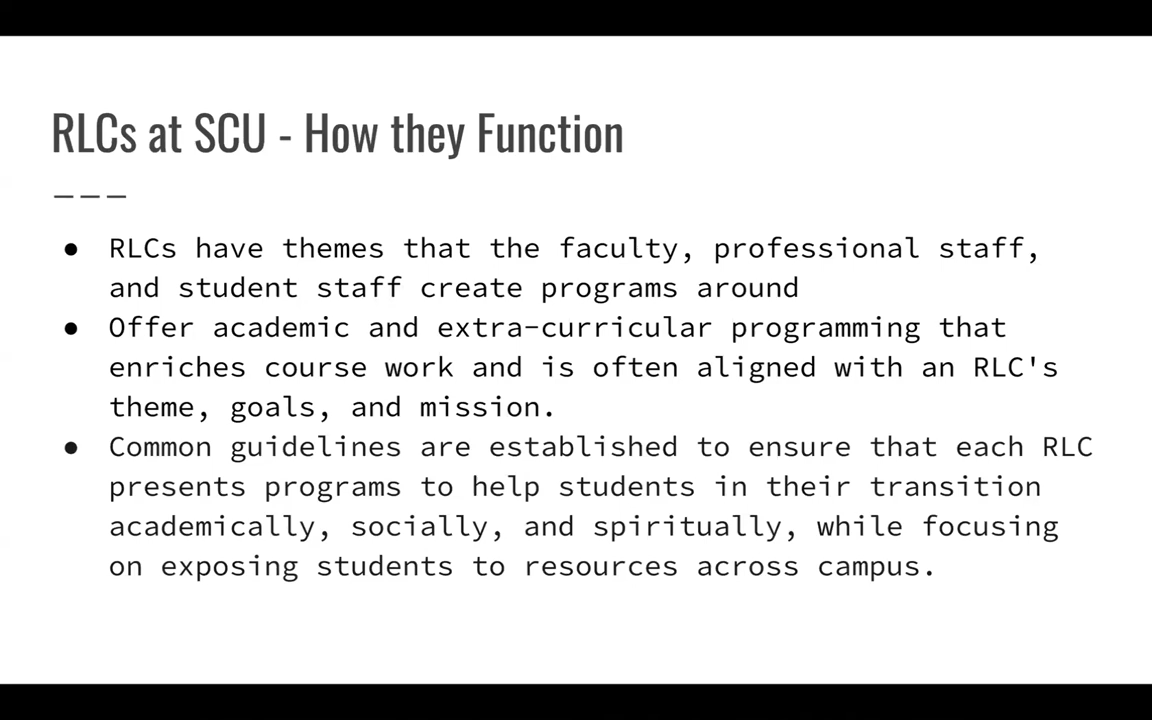 RLCs at SCU - How they Function
● RLCs have themes that the faculty, professional staff,
and student staff create programs around
● Offer academic and extra-curricular programming that
enriches course work and is often aligned with an RLC's
theme, goals, and mission.
● Common guidelines are established to ensure that each RLC
presents programs to help students in their transition
academically, socially, and spiritually, while focusing
on exposing students to resources across campus.